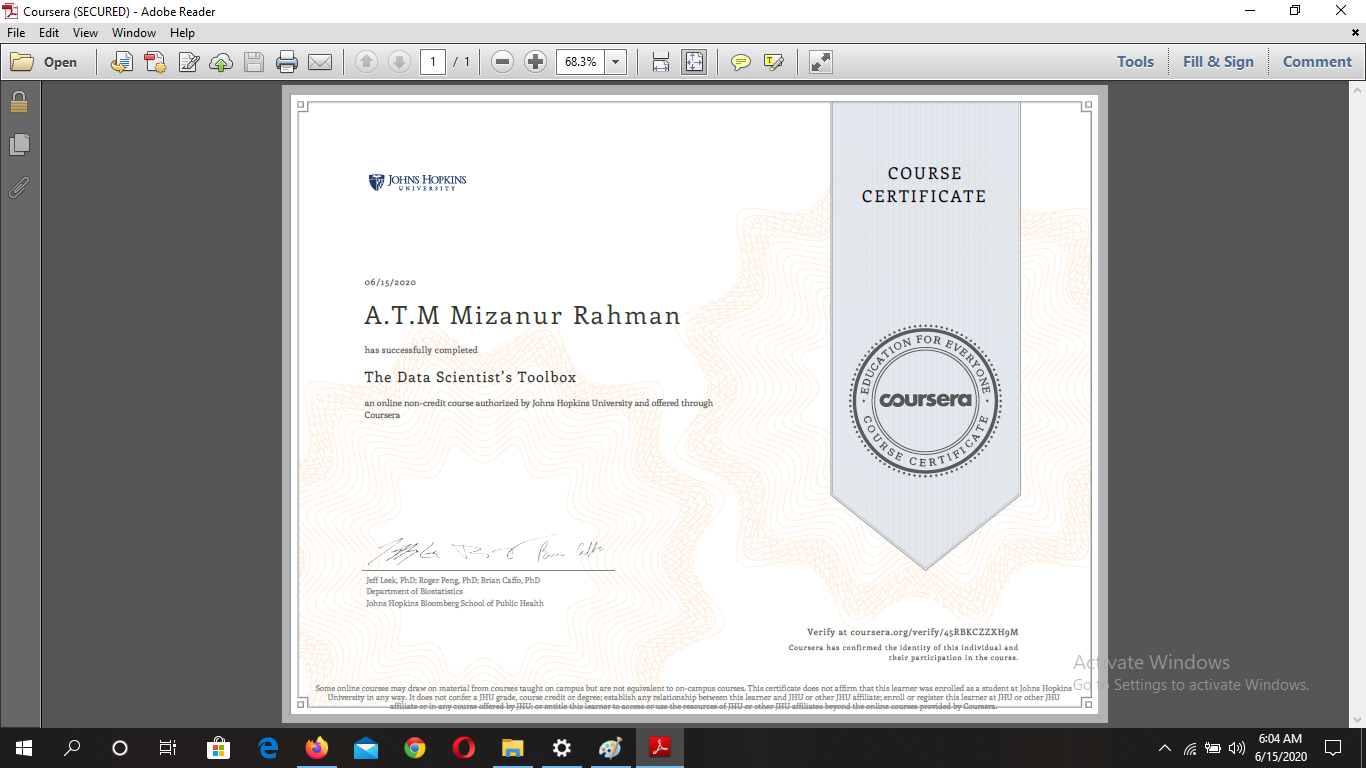 Coursera (SECURED) - Adobe Reader
File Edit View Window Help
Open 1 / 1 68.3% Tools Fill & Sign Comment
JOHNS HOPKINS
UNIVERSITY
COURSE
CERTIFICATE
06/15/2020
A.T.M Mizanur Rahman
has successfully completed
The Data Scientist's Toolbox
an online non-credit course authorized by Johns Hopkins University and offered through
Coursera
EDUCATION FOR EVERYONE
coursera
COURSE CERTIFICATE
Jeff Leek, PhD; Roger Peng, PhD; Brian Caffo, PhD
Department of Biostatistics
Johns Hopkins Bloomberg School of Public Health
Verify at coursera.org/verify/45RBKCZZXH9M
Coursera has confirmed the identity of this individual and
their participation in the course.
Some online courses may draw on material from courses taught on campus but are not equivalent to on-campus courses. This certificate does not affirm that this learner was enrolled as a student at Johns Hopkins
University in any way. It does not confer a JHU grade, course credit or degree; establish any relationship between this learner and JHU or other JHU affiliate; enroll or register this learner at JHU or other JHU
affiliate or in any course offered by JHU; or entitle this learner to access or use the resources of JHU or other JHU affiliates beyond the online courses provided by Coursera.
Activate Windows
Go to Settings to activate Windows.
6:04 AM
6/15/2020